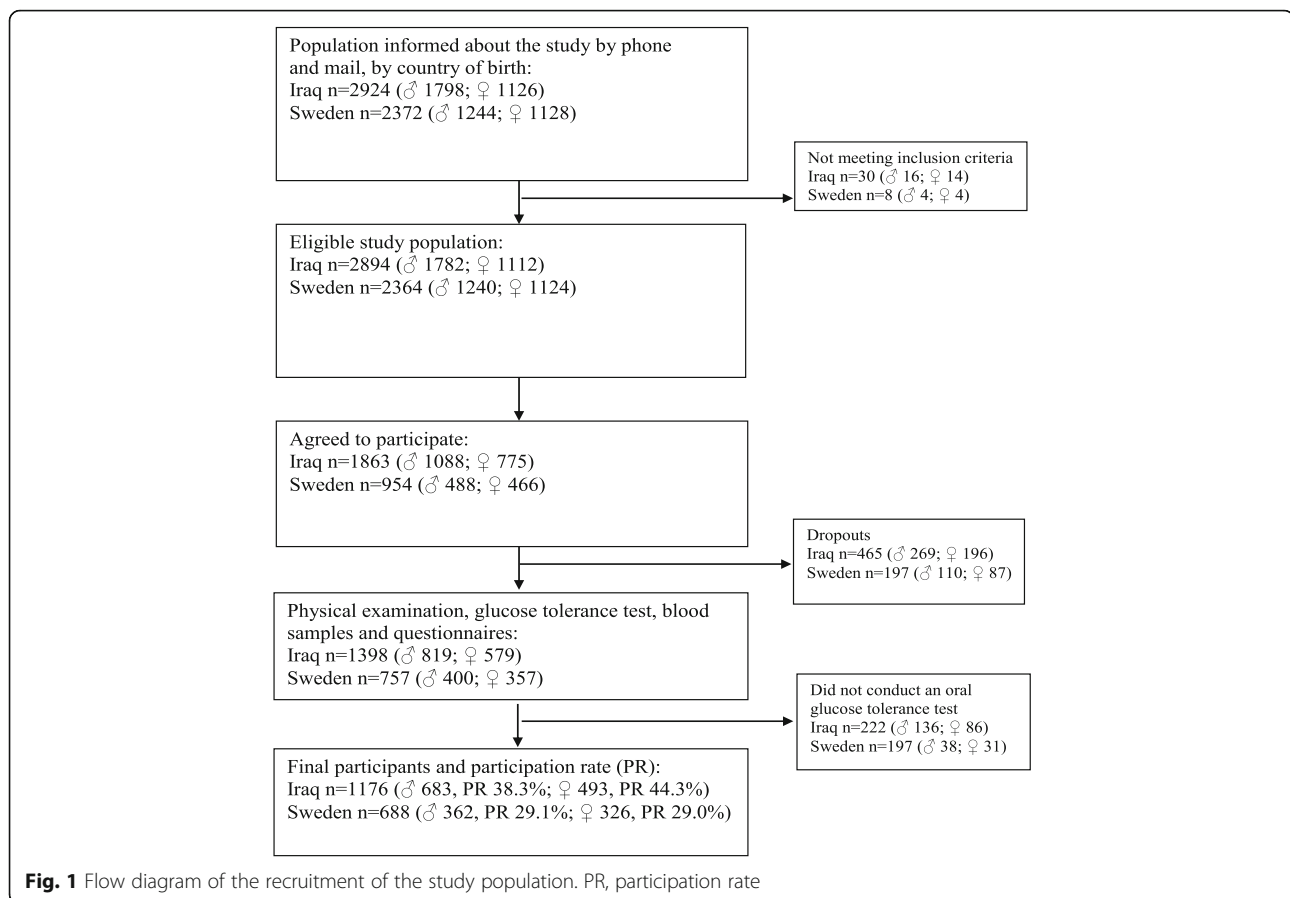 Population informed about the study by phone
and mail, by country of birth:
Iraq n=2924 (♂ 1798; ♀ 1126)
Sweden n=2372 (♂ 1244; ♀ 1128)
Not meeting inclusion criteria
Iraq n=30 (♂ 16; ♀ 14)
Sweden n=8 (♂ 4; ♀ 4)
Eligible study population:
Iraq n=2894 (♂ 1782; ♀ 1112)
Sweden n=2364 (♂ 1240; ♀ 1124)
Agreed to participate:
Iraq n=1863 (♂ 1088; ♀ 775)
Sweden n=954 (♂ 488; ♀ 466)
Dropouts
Iraq n=465 (♂ 269; ♀ 196)
Sweden n=197 (♂ 110; ♀ 87)
Physical examination, glucose tolerance test, blood
samples and questionnaires:
Iraq n=1398 (♂ 819; ♀ 579)
Sweden n=757 (♂ 400; ♀ 357)
Did not conduct an oral
glucose tolerance test
Iraq n=222 (♂ 136; ♀ 86)
Sweden n=197 (♂ 38; ♀ 31)
Final participants and participation rate (PR):
Iraq n=1176 (♂ 683, PR 38.3%; ♀ 493, PR 44.3%)
Sweden n=688 (♂ 362, PR 29.1%; ♀ 326, PR 29.0%)
Fig. 1 Flow diagram of the recruitment of the study population. PR, participation rate